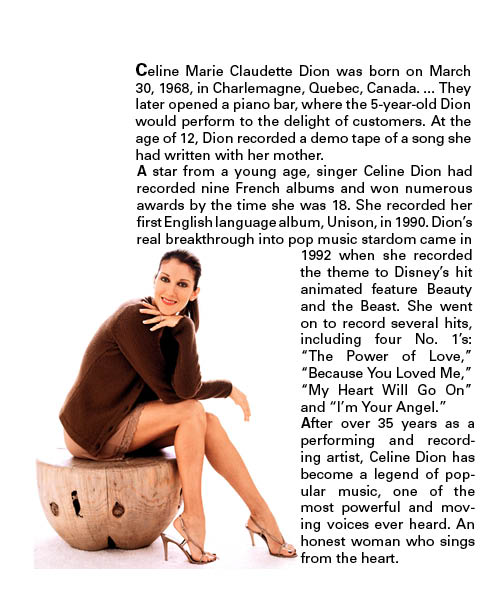 Celine Marie Claudette Dion was born on March
30, 1968, in Charlemagne, Quebec, Canada. ... They
later opened a piano bar, where the 5-year-old Dion
would perform to the delight of customers. At the
age of 12, Dion recorded a demo tape of a song she
had written with her mother.
A star from a young age, singer Celine Dion had
recorded nine French albums and won numerous
awards by the time she was 18. She recorded her
first English language album, Unison, in 1990. Dion's
real breakthrough into pop music stardom came in
1992 when she recorded
the theme to Disney's hit
animated feature Beauty
and the Beast. She went
on to record several hits,
including four No. 1's:
“The Power of Love,”
“Because You Loved Me,”
“My Heart Will Go On”
and “I'm Your Angel.”
After over 35 years as a
performing and record-
ing artist, Celine Dion has
become a legend of pop-
ular music, one of the
most powerful and mov-
ing voices ever heard. An
honest woman who sings
from the heart.